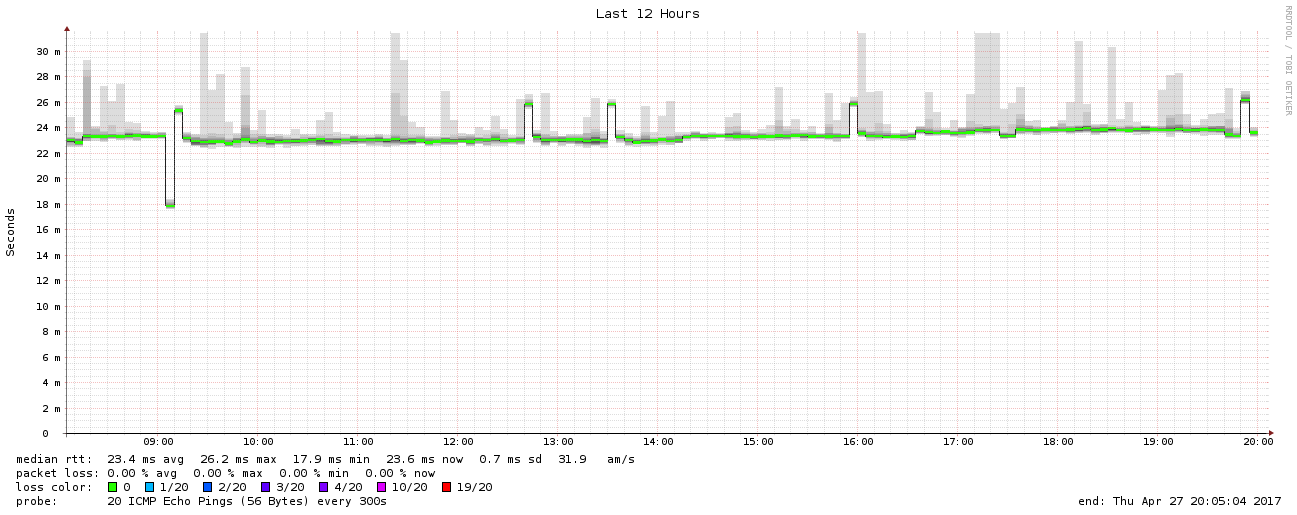 Last 12 Hours
RRDTOOL / TOBI OETIKER
Seconds
30 m
28 m
26 m
24 m
22 m
20 m
18 m
16 m
14 m
12 m
10 m
8 m
6 m
4 m
2 m
0
09:00 10:00 11:00 12:00 13:00 14:00 15:00 16:00 17:00 18:00 19:00 20:00
median rtt: 23.4 ms avg 26.2 ms max 17.9 ms min 23.6 ms now 0.7 ms sd 31.9 am/s
packet loss: 0.00 % avg 0.00 % max 0.00 % min 0.00 % now
loss color: 0 1/20 2/20 3/20 4/20 10/20 19/20
probe: 20 ICMP Echo Pings (56 Bytes) every 300s end: Thu Apr 27 20:05:04 2017